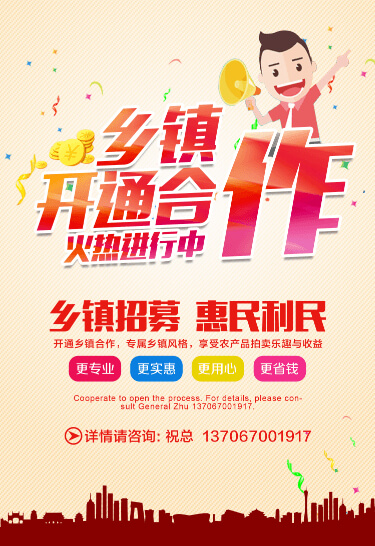 乡镇
开通合作
火热进行中
乡镇招募 惠民利民
开通乡镇合作，专属乡镇风格，享受农产品拍卖乐趣与收益
更专业 更实惠 更用心 更省钱
Cooperate to open the process. For details, please con-
sult General Zhu 137067001917.
详情请咨询: 祝总 137067001917